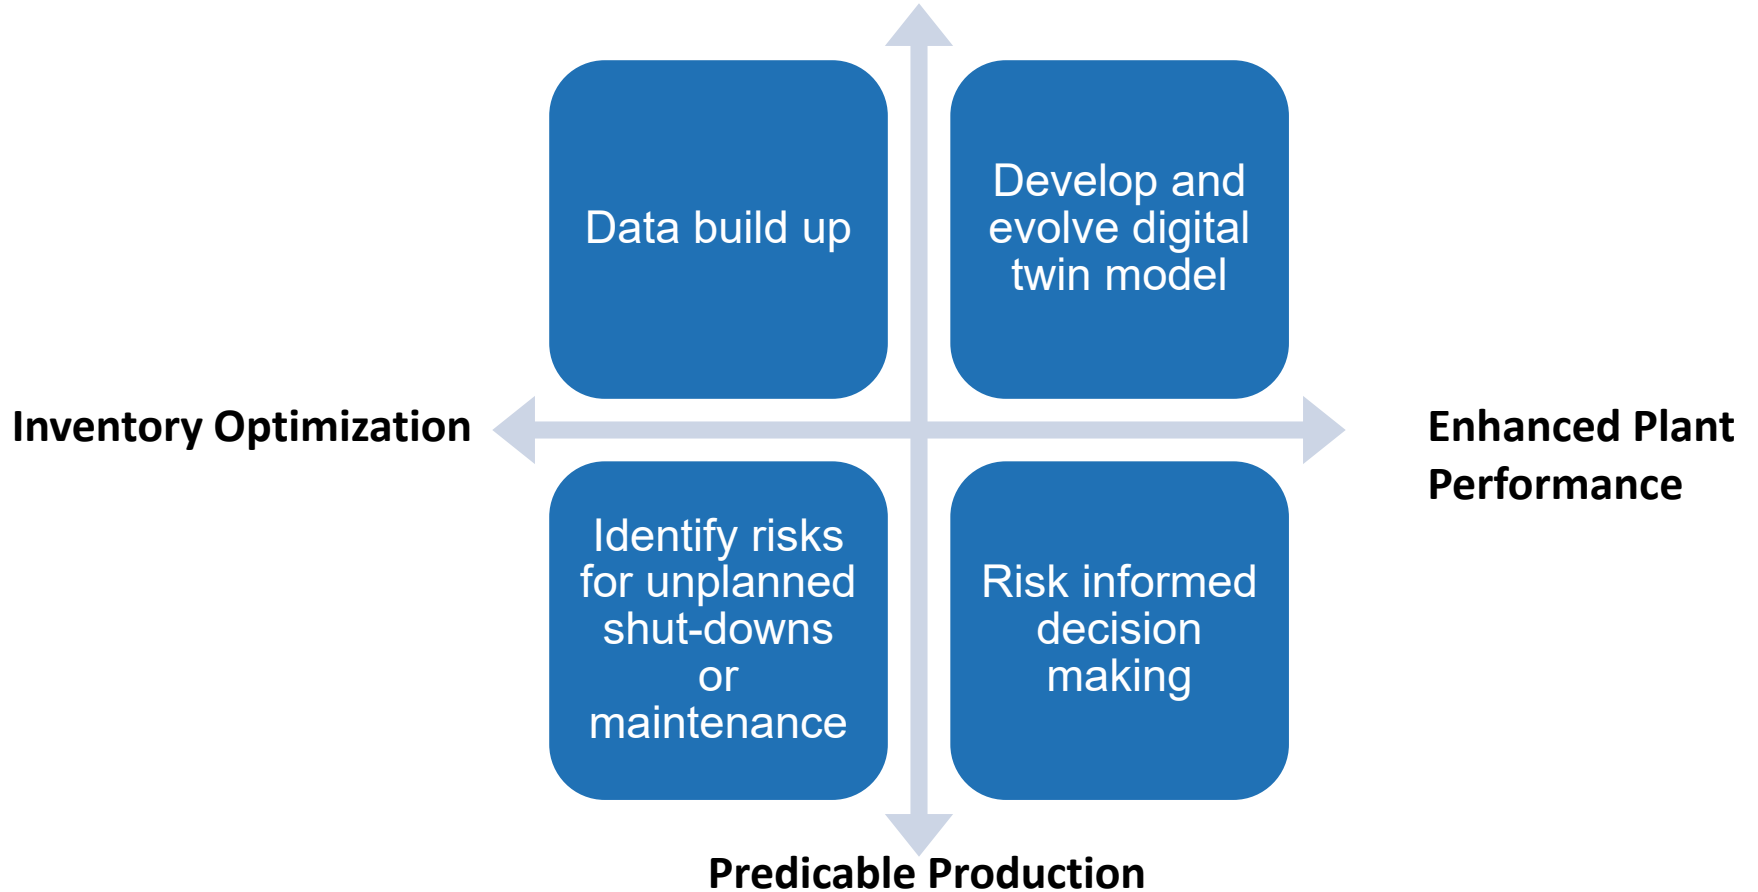 Data build up
Develop and
evolve digital
twin model
Inventory Optimization
Enhanced Plant
Performance
Identify risks
for unplanned
shut-downs
or
maintenance
Risk informed
decision
making
Predicable Production